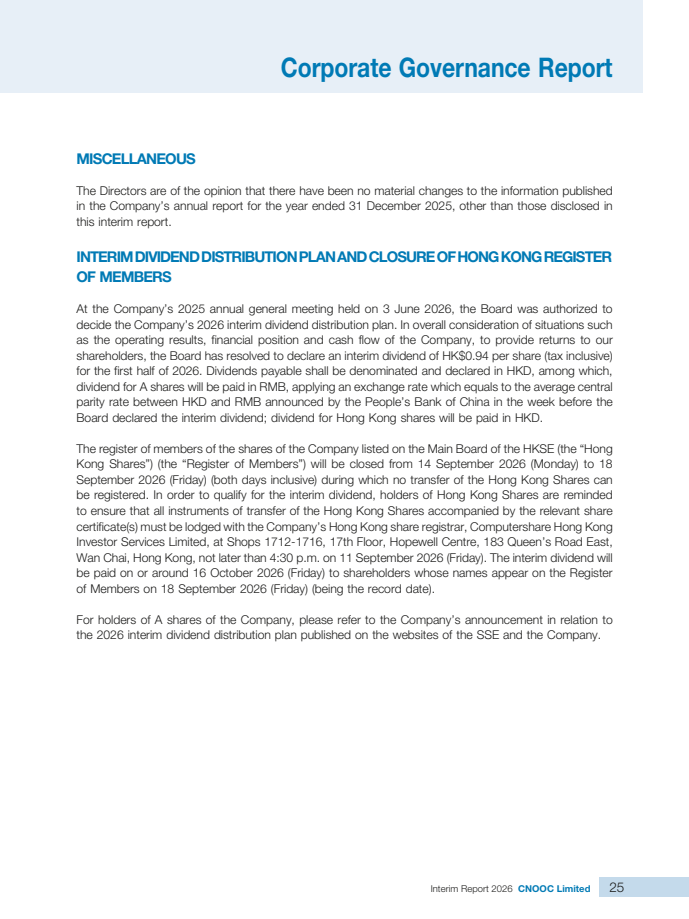 Corporate Governance Report
MISCELLANEOUS
The Directors are of the opinion that there have been no material changes to the information published
in the Company's annual report for the year ended 31 December 2025, other than those disclosed in
this interim report.
INTERIM DIVIDEND DISTRIBUTION PLAN AND CLOSURE OF HONG KONG REGISTER
OF MEMBERS
At the Company's 2025 annual general meeting held on 3 June 2026, the Board was authorized to
decide the Company's 2026 interim dividend distribution plan. In overall consideration of situations such
as the operating results, financial position and cash flow of the Company, to provide returns to our
shareholders, the Board has resolved to declare an interim dividend of HK$0.94 per share (tax inclusive)
for the first half of 2026. Dividends payable shall be denominated and declared in HKD, among which,
dividend for A shares will be paid in RMB, applying an exchange rate which equals to the average central
parity rate between HKD and RMB announced by the People's Bank of China in the week before the
Board declared the interim dividend; dividend for Hong Kong shares will be paid in HKD.
The register of members of the shares of the Company listed on the Main Board of the HKSE (the “Hong
Kong Shares”) (the “Register of Members”) will be closed from 14 September 2026 (Monday) to 18
September 2026 (Friday) (both days inclusive) during which no transfer of the Hong Kong Shares can
be registered. In order to qualify for the interim dividend, holders of Hong Kong Shares are reminded
to ensure that all instruments of transfer of the Hong Kong Shares accompanied by the relevant share
certificate(s) must be lodged with the Company's Hong Kong share registrar, Computershare Hong Kong
Investor Services Limited, at Shops 1712-1716, 17th Floor, Hopewell Centre, 183 Queen's Road East,
Wan Chai, Hong Kong, not later than 4:30 p.m. on 11 September 2026 (Friday). The interim dividend will
be paid on or around 16 October 2026 (Friday) to shareholders whose names appear on the Register
of Members on 18 September 2026 (Friday) (being the record date).
For holders of A shares of the Company, please refer to the Company's announcement in relation to
the 2026 interim dividend distribution plan published on the websites of the SSE and the Company.
Interim Report 2026 CNOOC Limited 25